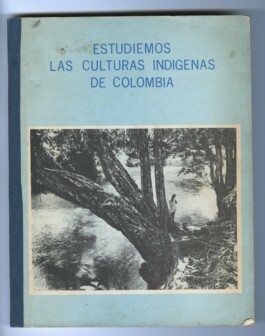 ESTUDIEMOS
LAS CULTURAS INDIGENAS
DE COLOMBIA